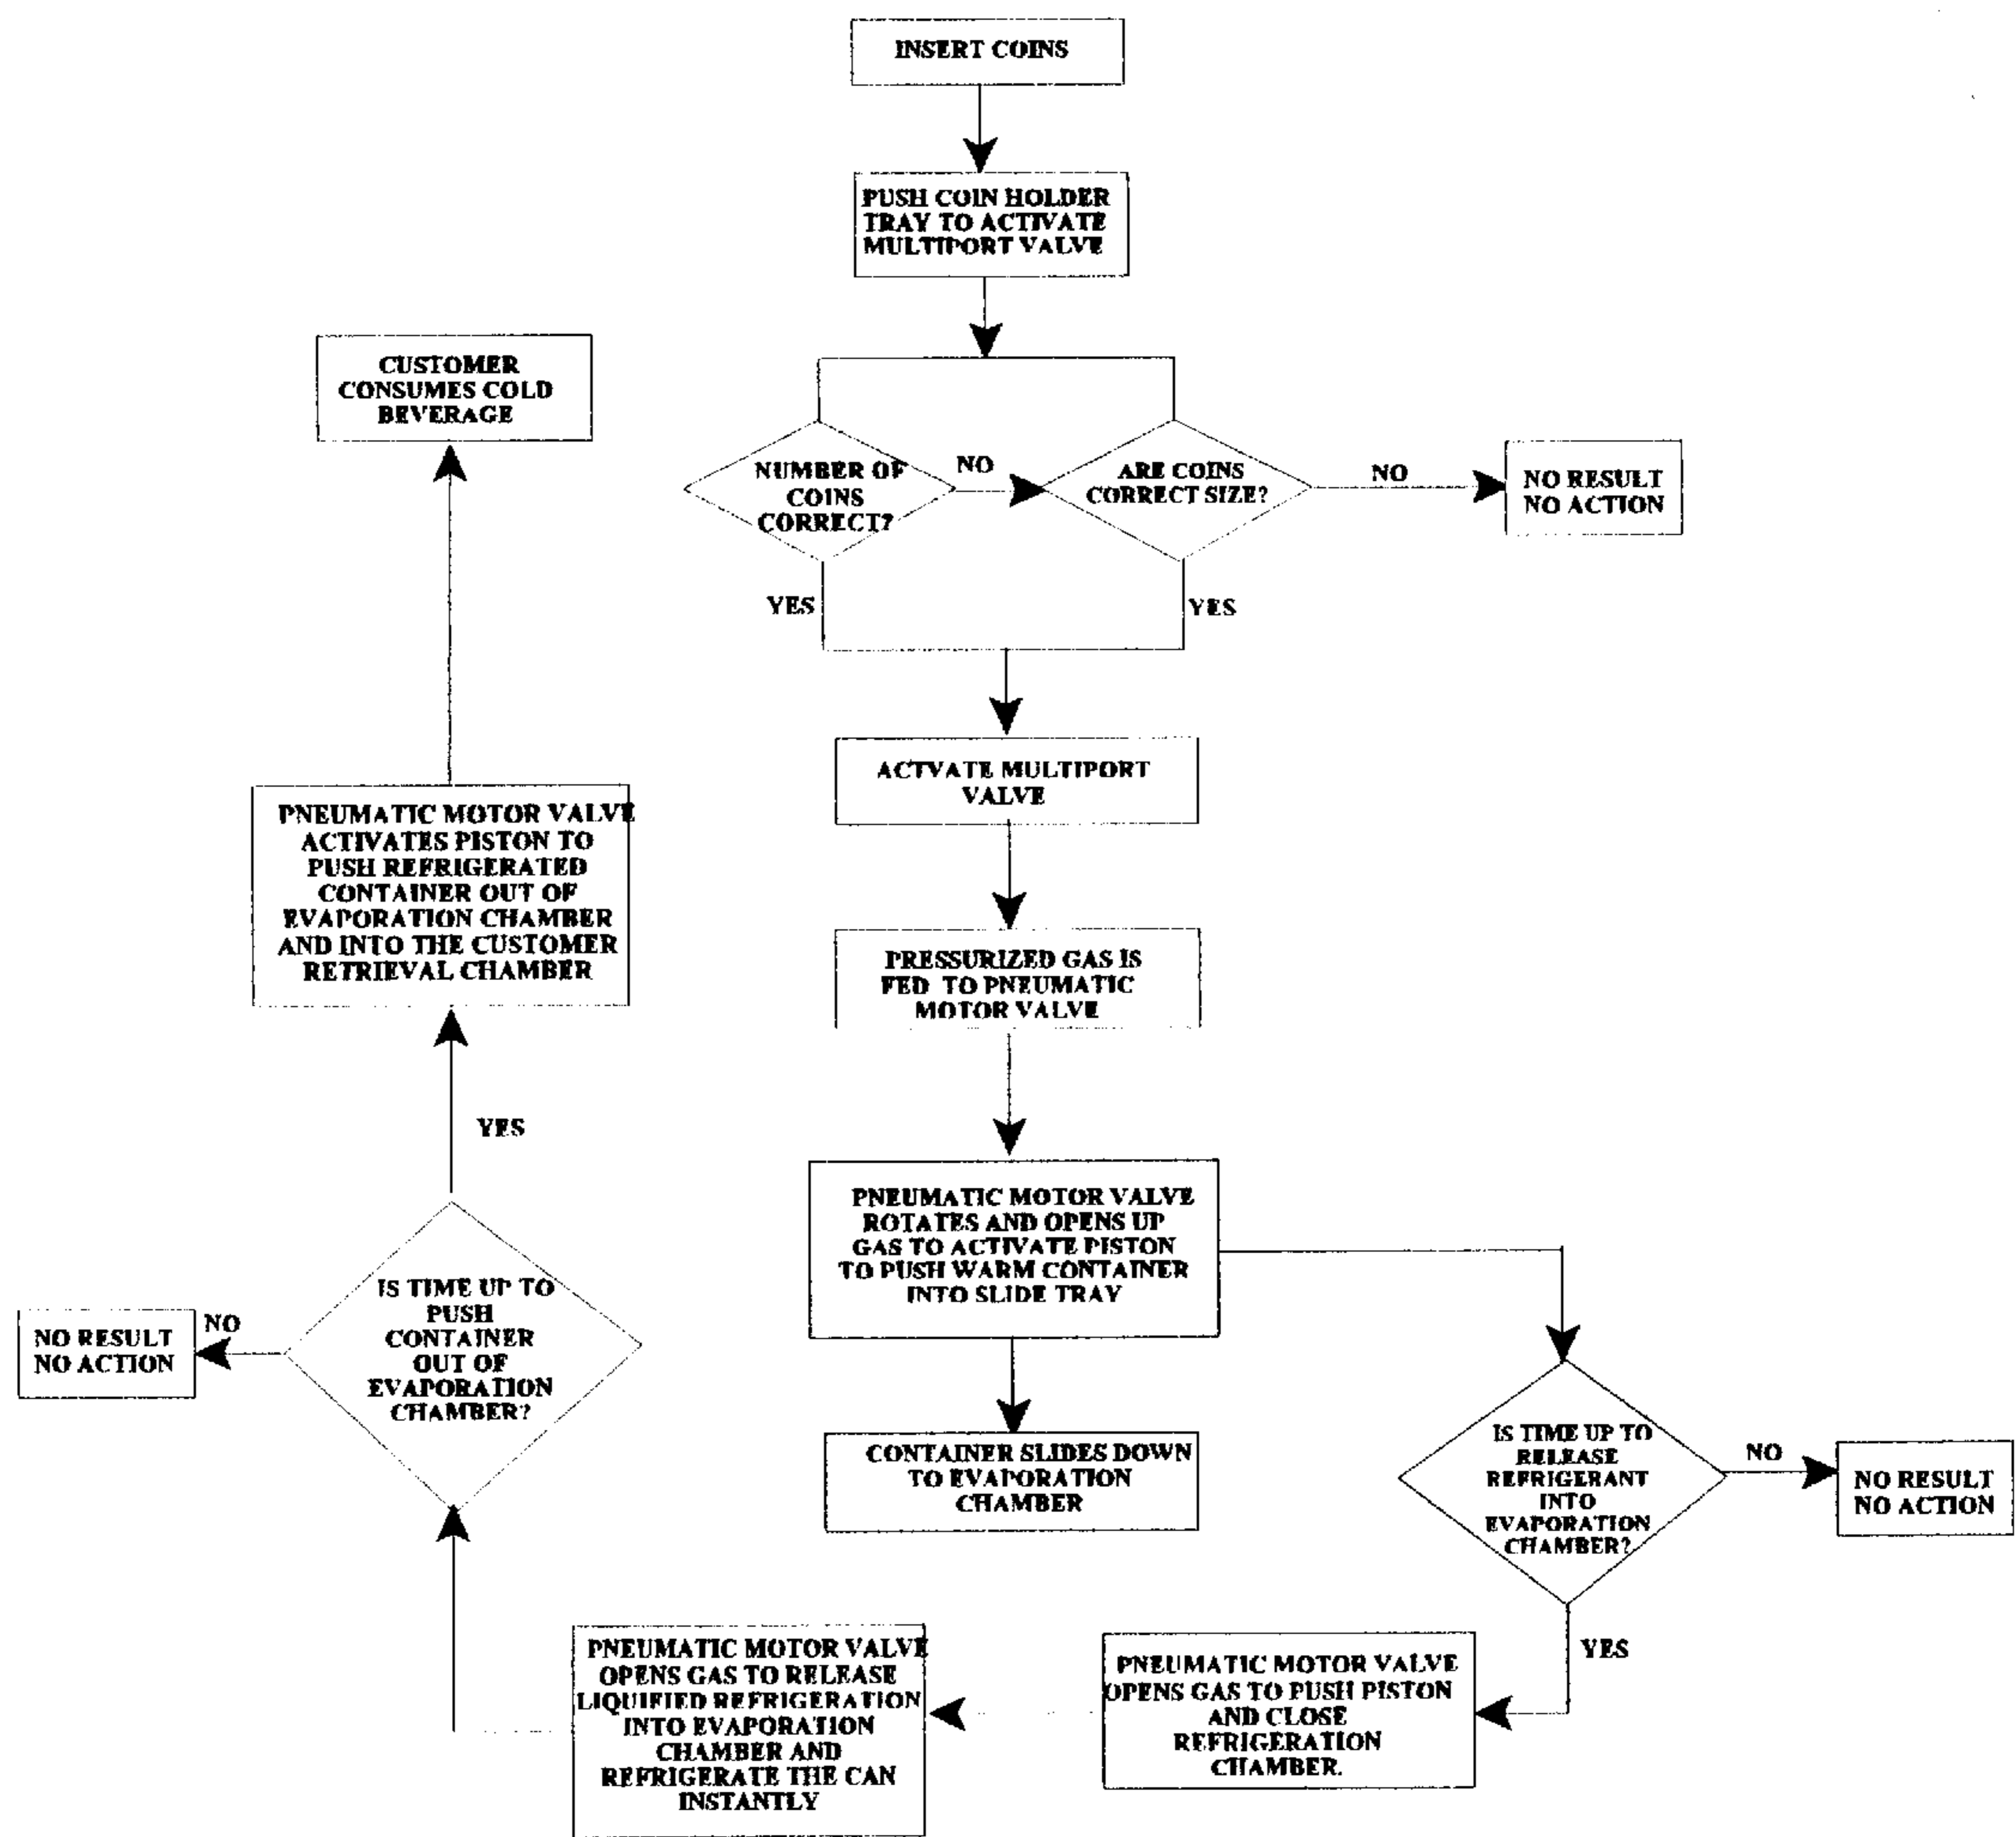 INSERT COINS
PUSH COIN HOLDER
TRAY TO ACTIVATE
MULTIPORT VALVE
NUMBER OF
COINS
CORRECT?
NO
ARE COINS
CORRECT SIZE?
NO
NO RESULT
NO ACTION
YES
YES
ACTVATE MULTIPORT
VALVE
PRESSURIZED GAS IS
FED TO PNEUMATIC
MOTOR VALVE
PNEUMATIC MOTOR VALVE
ROTATES AND OPENS UP
GAS TO ACTIVATE PISTON
TO PUSH WARM CONTAINER
INTO SLIDE TRAY
CONTAINER SLIDES DOWN
TO EVAPORATION
CHAMBER
IS TIME UP TO
RELEASE
REFRIGERANT
INTO
EVAPORATION
CHAMBER?
NO
NO RESULT
NO ACTION
YES
PNEUMATIC MOTOR VALVE
OPENS GAS TO PUSH PISTON
AND CLOSE
REFRIGERATION
CHAMBER.
PNEUMATIC MOTOR VALVE
OPENS GAS TO RELEASE
LIQUIFIED REFRIGERATION
INTO EVAPORATION
CHAMBER AND
REFRIGERATE THE CAN
INSTANTLY
IS TIME UP TO
PUSH
CONTAINER
OUT OF
EVAPORATION
CHAMBER?
NO
NO RESULT
NO ACTION
YES
PNEUMATIC MOTOR VALVE
ACTIVATES PISTON TO
PUSH REFRIGERATED
CONTAINER OUT OF
EVAPORATION CHAMBER
AND INTO THE CUSTOMER
RETRIEVAL CHAMBER
CUSTOMER
CONSUMES COLD
BEVERAGE